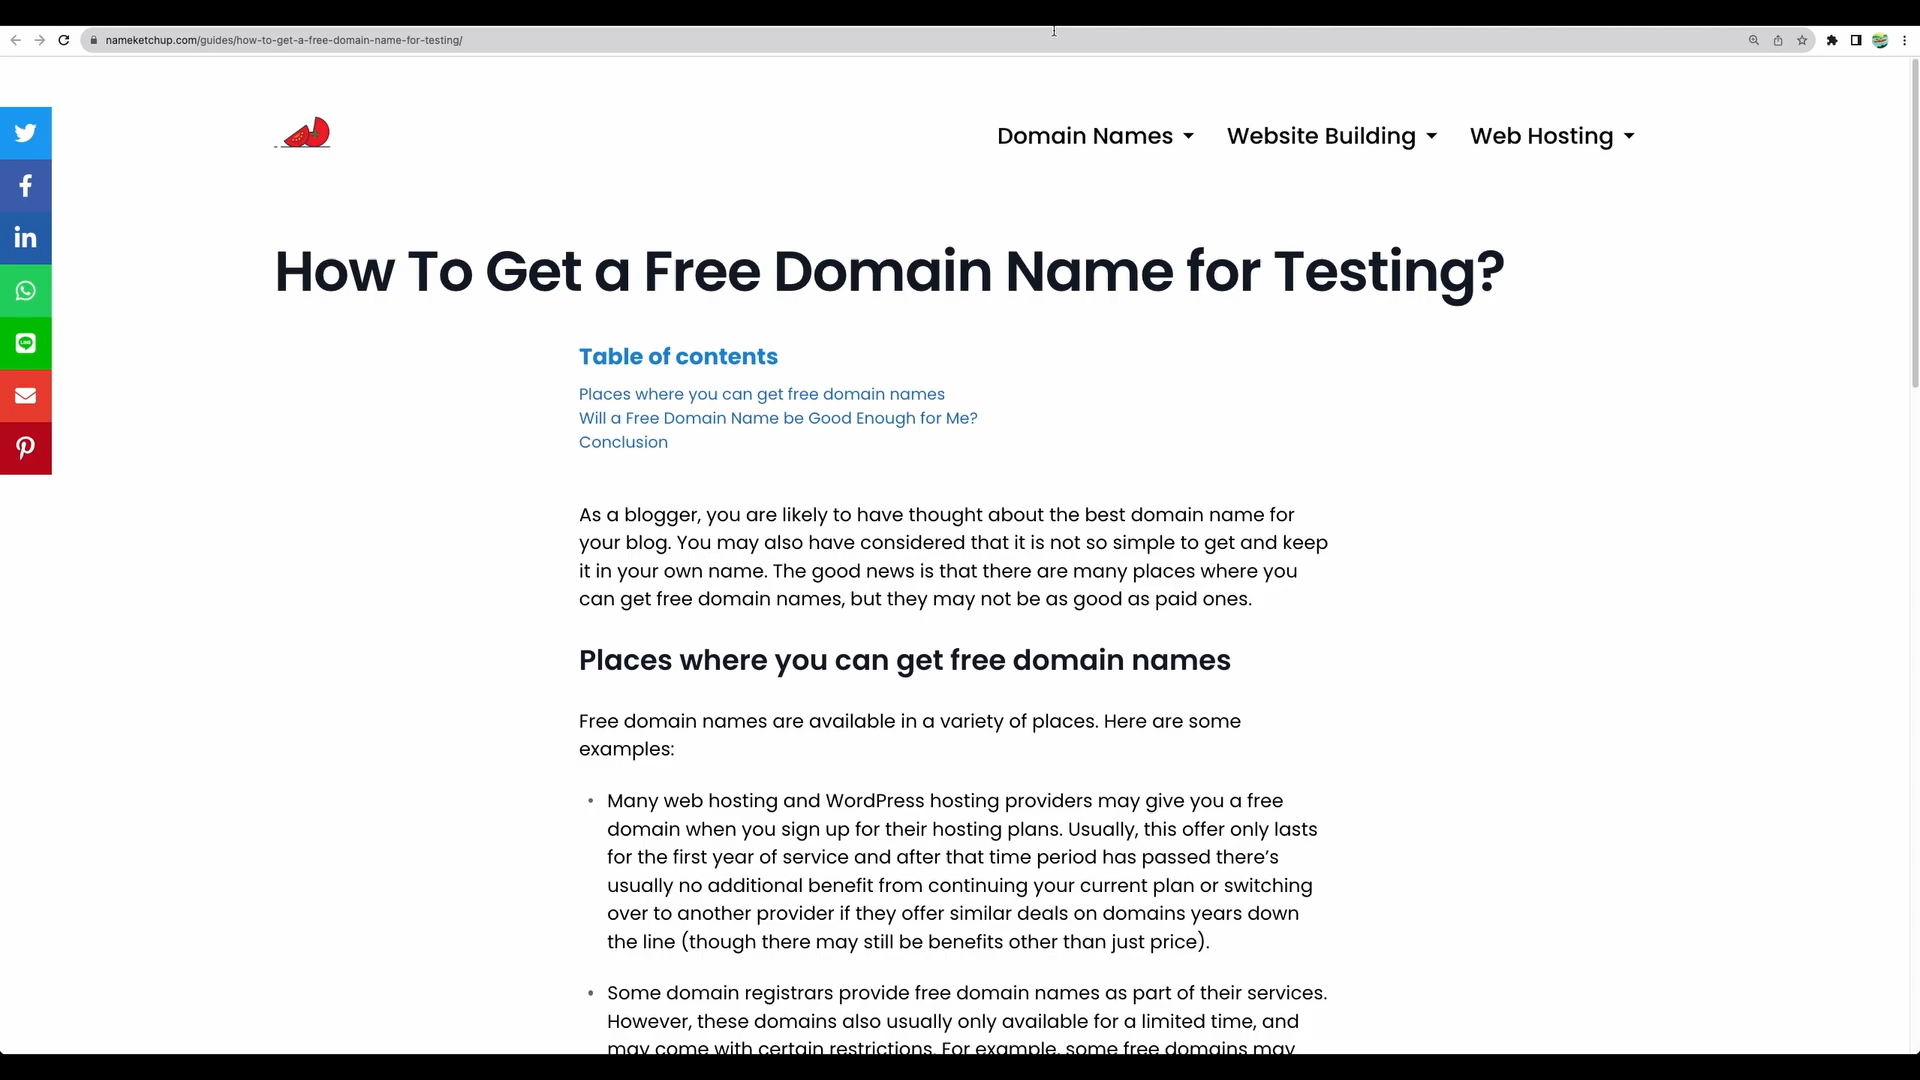 nameketchup.com/guides/how-to-get-a-free-domain-name-for-testing/
Domain Names
Website Building
Web Hosting
How To Get a Free Domain Name for Testing?
Table of contents
Places where you can get free domain names
Will a Free Domain Name be Good Enough for Me?
Conclusion
As a blogger, you are likely to have thought about the best domain name for
your blog. You may also have considered that it is not so simple to get and keep
it in your own name. The good news is that there are many places where you
can get free domain names, but they may not be as good as paid ones.
Places where you can get free domain names
Free domain names are available in a variety of places. Here are some
examples:
• Many web hosting and WordPress hosting providers may give you a free
domain when you sign up for their hosting plans. Usually, this offer only lasts
for the first year of service and after that time period has passed there's
usually no additional benefit from continuing your current plan or switching
over to another provider if they offer similar deals on domains years down
the line (though there may still be benefits other than just price).
• Some domain registrars provide free domain names as part of their services.
However, these domains also usually only available for a limited time, and
may come with certain restrictions. For example, some free domains may